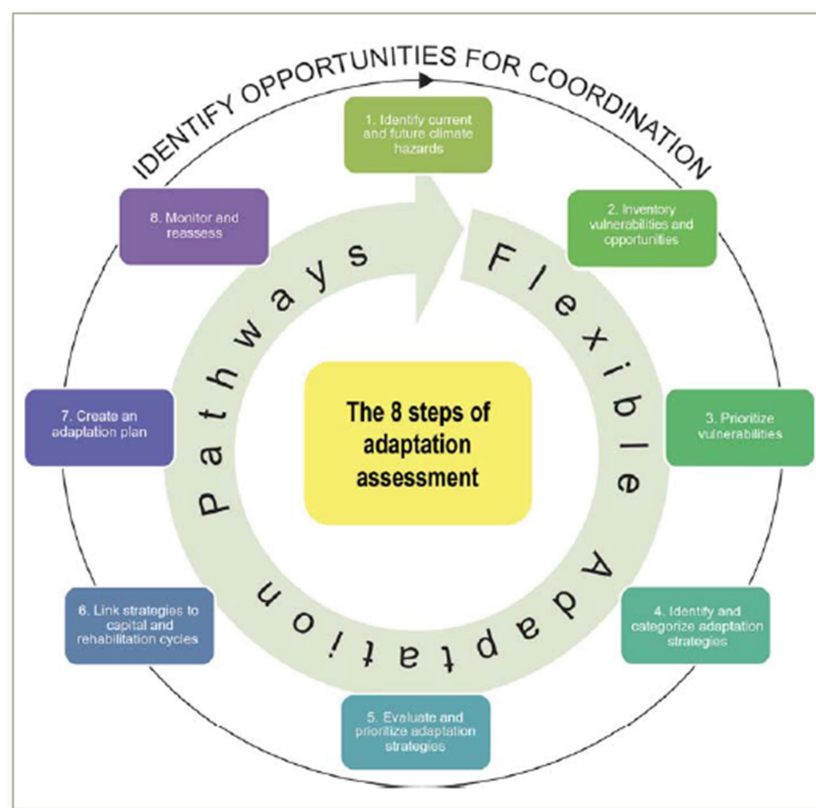 IDENTIFY OPPORTUNITIES FOR COORDINATION
1. Identify current
and future climate
hazards
2. Inventory
vulnerabilities and
opportunities
3. Prioritize
vulnerabilities
4. Identify and
categorize adaptation
strategies
5. Evaluate and
prioritize adaptation
strategies
6. Link strategies to
capital and
rehabilitation cycles
7. Create an
adaptation plan
8. Monitor and
reassess
Flexible Adaptation Pathways
The 8 steps of
adaptation
assessment